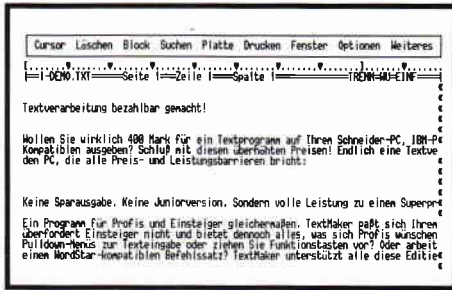 Cursor Löschen Block Suchen Platte Drucken Fenster Optionen Weiteres
I-DEMO.TXT Seite 1 Zeile 1 Spalte 1 TRENN-WU-EINF
Textverarbeitung bezahlbar gemacht!
Wollen Sie wirklich 400 Mark für ein Textprogramm auf Ihrem Schneider-PC, IBM-P
Kompatiblen ausgeben? Schluß mit diesen überhöhten Preisen! Endlich eine Textve
den PC, die alle Preis- und Leistungsbarrieren bricht:
Keine Sparausgabe. Keine Juniorversion. Sondern volle Leistung zu einem Superpr
Ein Programm für Profis und Einsteiger gleichermaßen. TextMaker paßt sich Ihrem
überfordert Einsteiger nicht und bietet dennoch alles, was sich Profis wünschen
Pulldown-Menüs zur Texteingabe oder ziehen Sie Funktionstasten vor? Oder arbeit
einem WordStar-kompatiblen Befehlssatz? TextMaker unterstützt alle diese Editie